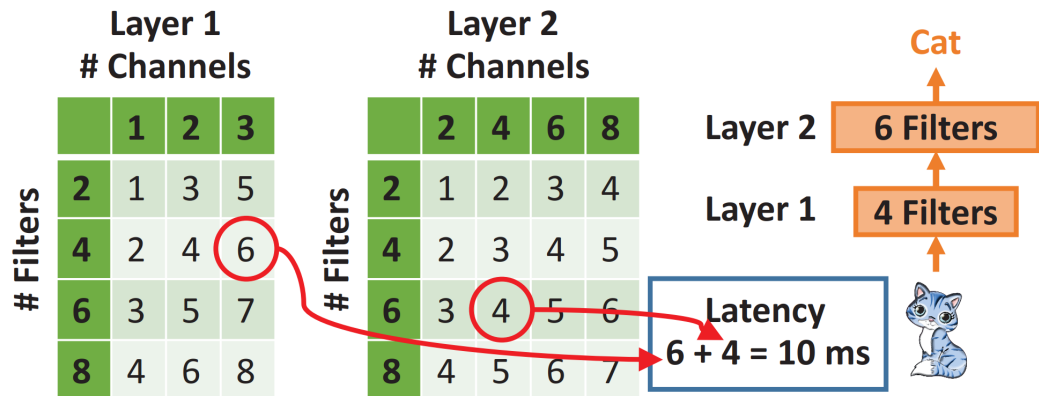 Layer 1
# Channels
# Filters
1 2 3
2 1 3 5
4 2 4 6
6 3 5 7
8 4 6 8
Layer 2
# Channels
# Filters
2 4 6 8
2 1 2 3 4
4 2 3 4 5
6 3 4 5 6
8 4 5 6 7
Cat
Layer 2 6 Filters
Layer 1 4 Filters
Latency
6 + 4 = 10 ms